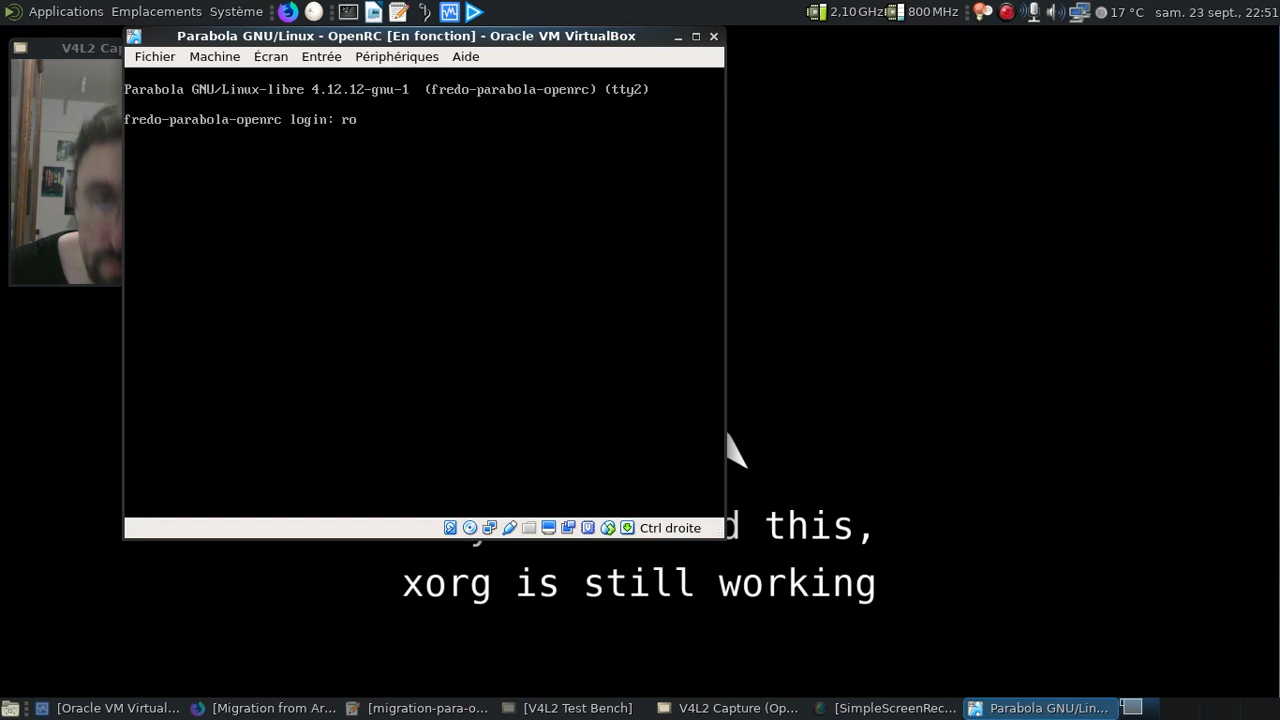 Applications Emplacements Système
2,10 GHz 800 MHz 17 °C sam. 23 sept., 22:51
V4L2 Cap
Parabola GNU/Linux - OpenRC [En fonction] - Oracle VM VirtualBox
Fichier Machine Écran Entrée Périphériques Aide
Parabola GNU/Linux-libre 4.12.12-gnu-1 (fredo-parabola-openrc) (tty2)
fredo-parabola-openrc login: ro
Ctrl droite
d this,
xorg is still working
[Oracle VM Virtual... [Migration from Ar... [migration-para-o... [V4L2 Test Bench] V4L2 Capture (Op... [SimpleScreenRec... Parabola GNU/Lin...